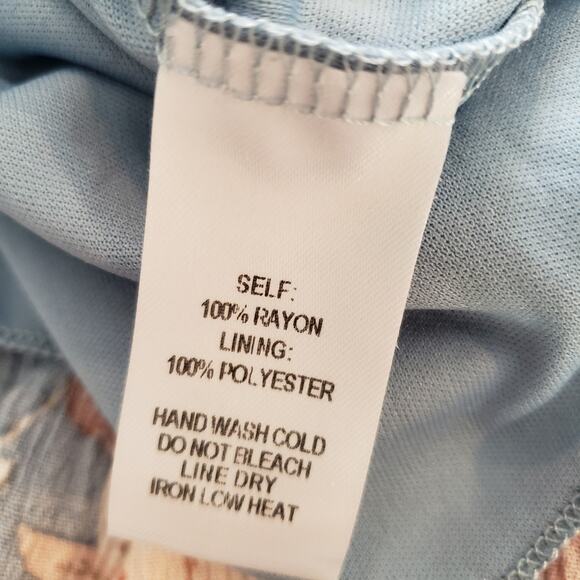 SELF:
100% RAYON
LINING:
100% POLYESTER
HAND WASH COLD
DO NOT BLEACH
LINE DRY
IRON LOW HEAT